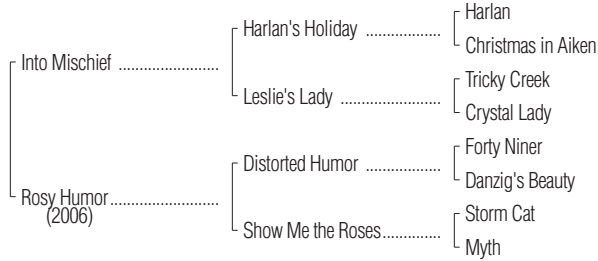 Harlan
Harlan's Holiday ..................
Christmas in Aiken
Into Mischief ........................
Tricky Creek
Leslie's Lady ........................
Crystal Lady
Forty Niner
Distorted Humor ..................
Danzig's Beauty
Rosy Humor..........................
(2006)
Storm Cat
Show Me the Roses..............
Myth